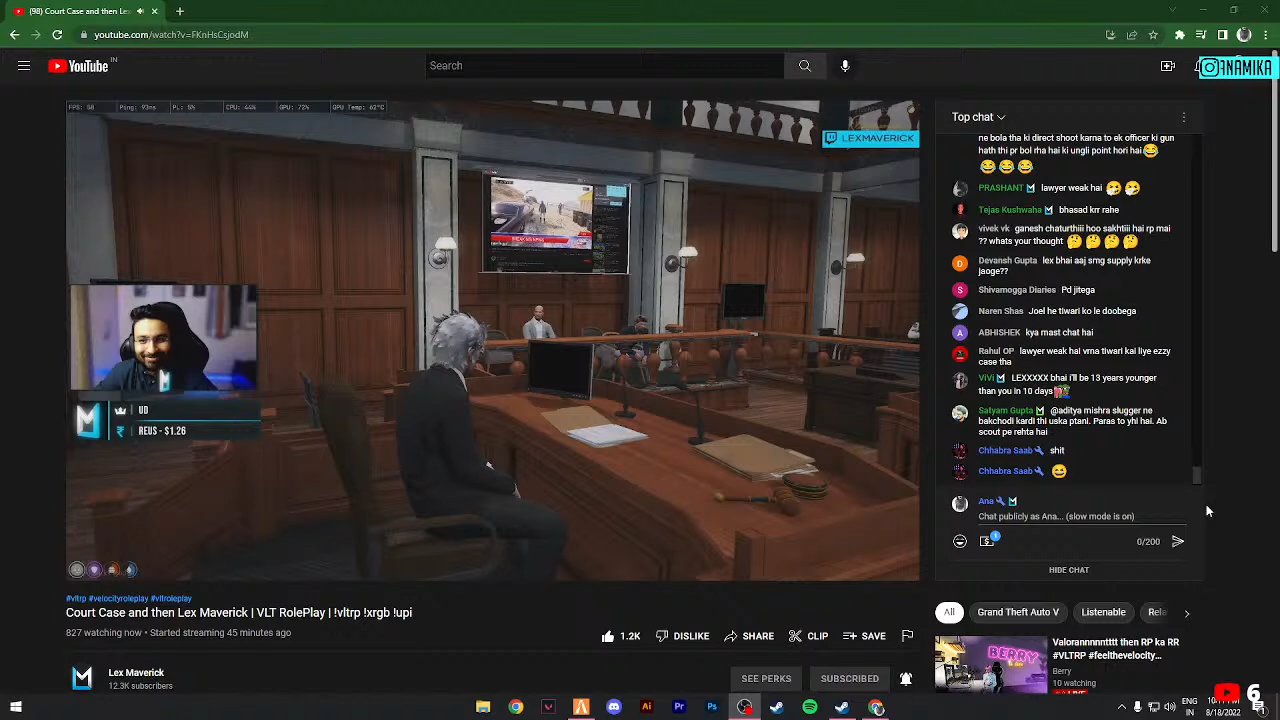 (98) Court Case and then Le
youtube.com/watch?v=FKnHsCsjodM
YouTube IN
Search
FNAMIKA
FPS: 58 Ping: 93ms PL: 5% CPU: 44% GPU: 72% GPU Temp: 62°C
LEXMAVERICK
UD
REUS - $1.26
Top chat
ne bola tha ki direct shoot karna to ek officer ki gun
hath thi pr bol rha hai ki ungli point hori hai
PRASHANT lawyer weak hai
Tejas Kushwaha bhasad krr rahe
vivek vk ganesh chaturthiii hoo sakhtiii hai rp mai
?? whats your thought
Devansh Gupta lex bhai aaj smg supply krke
jaoge??
Shivamogga Diaries Pd jitega
Naren Shas Joel he tiwari ko le doobega
ABHISHEK kya mast chat hai
Rahul OP lawyer weak hai vrna tiwari kai liye ezzy
case tha
ViVi LEXXXXX bhai i'll be 13 years younger
than you in 10 days
Satyam Gupta @aditya mishra slugger ne
bakchodi kardi thi uska ptani. Paras to yhi hai. Ab
scout pe rehta hai
Chhabra Saab shit
Chhabra Saab
Ana
Chat publicly as Ana... (slow mode is on)
1
0/200
HIDE CHAT
#vltrp #velocityroleplay #vltroleplay
Court Case and then Lex Maverick | VLT RolePlay | !vltrp !xrgb !upi
827 watching now • Started streaming 45 minutes ago
1.2K DISLIKE SHARE CLIP SAVE
Lex Maverick
12.3K subscribers
SEE PERKS SUBSCRIBED
All Grand Theft Auto V Listenable Rela
BERRY
Valorannnnntttt then RP ka RR
#VLTRP #feelthevelocity...
Berry
10 watching
ENG
IN
8/18/2022
6